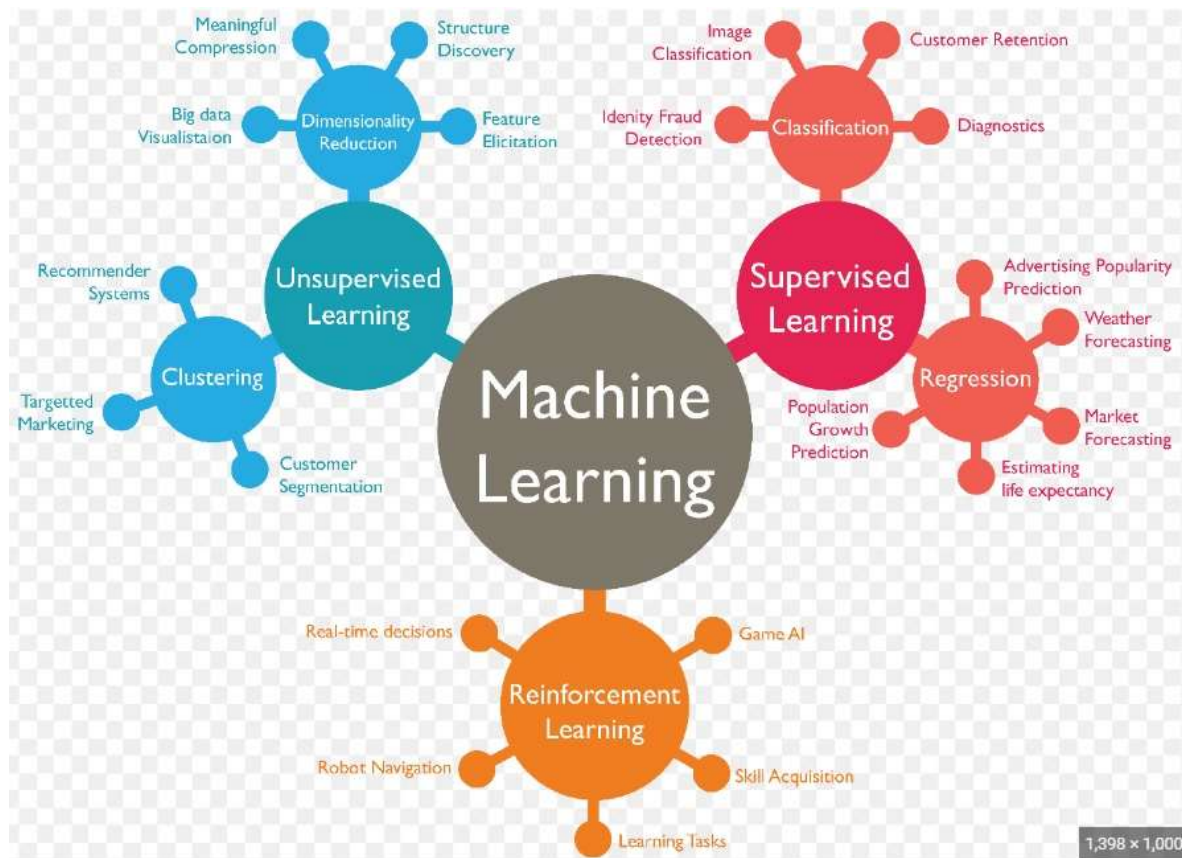 Meaningful
Compression
Structure
Discovery
Big data
Visualistaion
Dimensionality
Reduction
Feature
Elicitation
Image
Classification
Customer Retention
Idenity Fraud
Detection
Classification
Diagnostics
Recommender
Systems
Unsupervised
Learning
Clustering
Targetted
Marketing
Customer
Segmentation
Machine
Learning
Supervised
Learning
Advertising Popularity
Prediction
Weather
Forecasting
Regression
Population
Growth
Prediction
Market
Forecasting
Estimating
life expectancy
Real-time decisions
Game AI
Reinforcement
Learning
Robot Navigation
Skill Acquisition
Learning Tasks
1,398 × 1,000